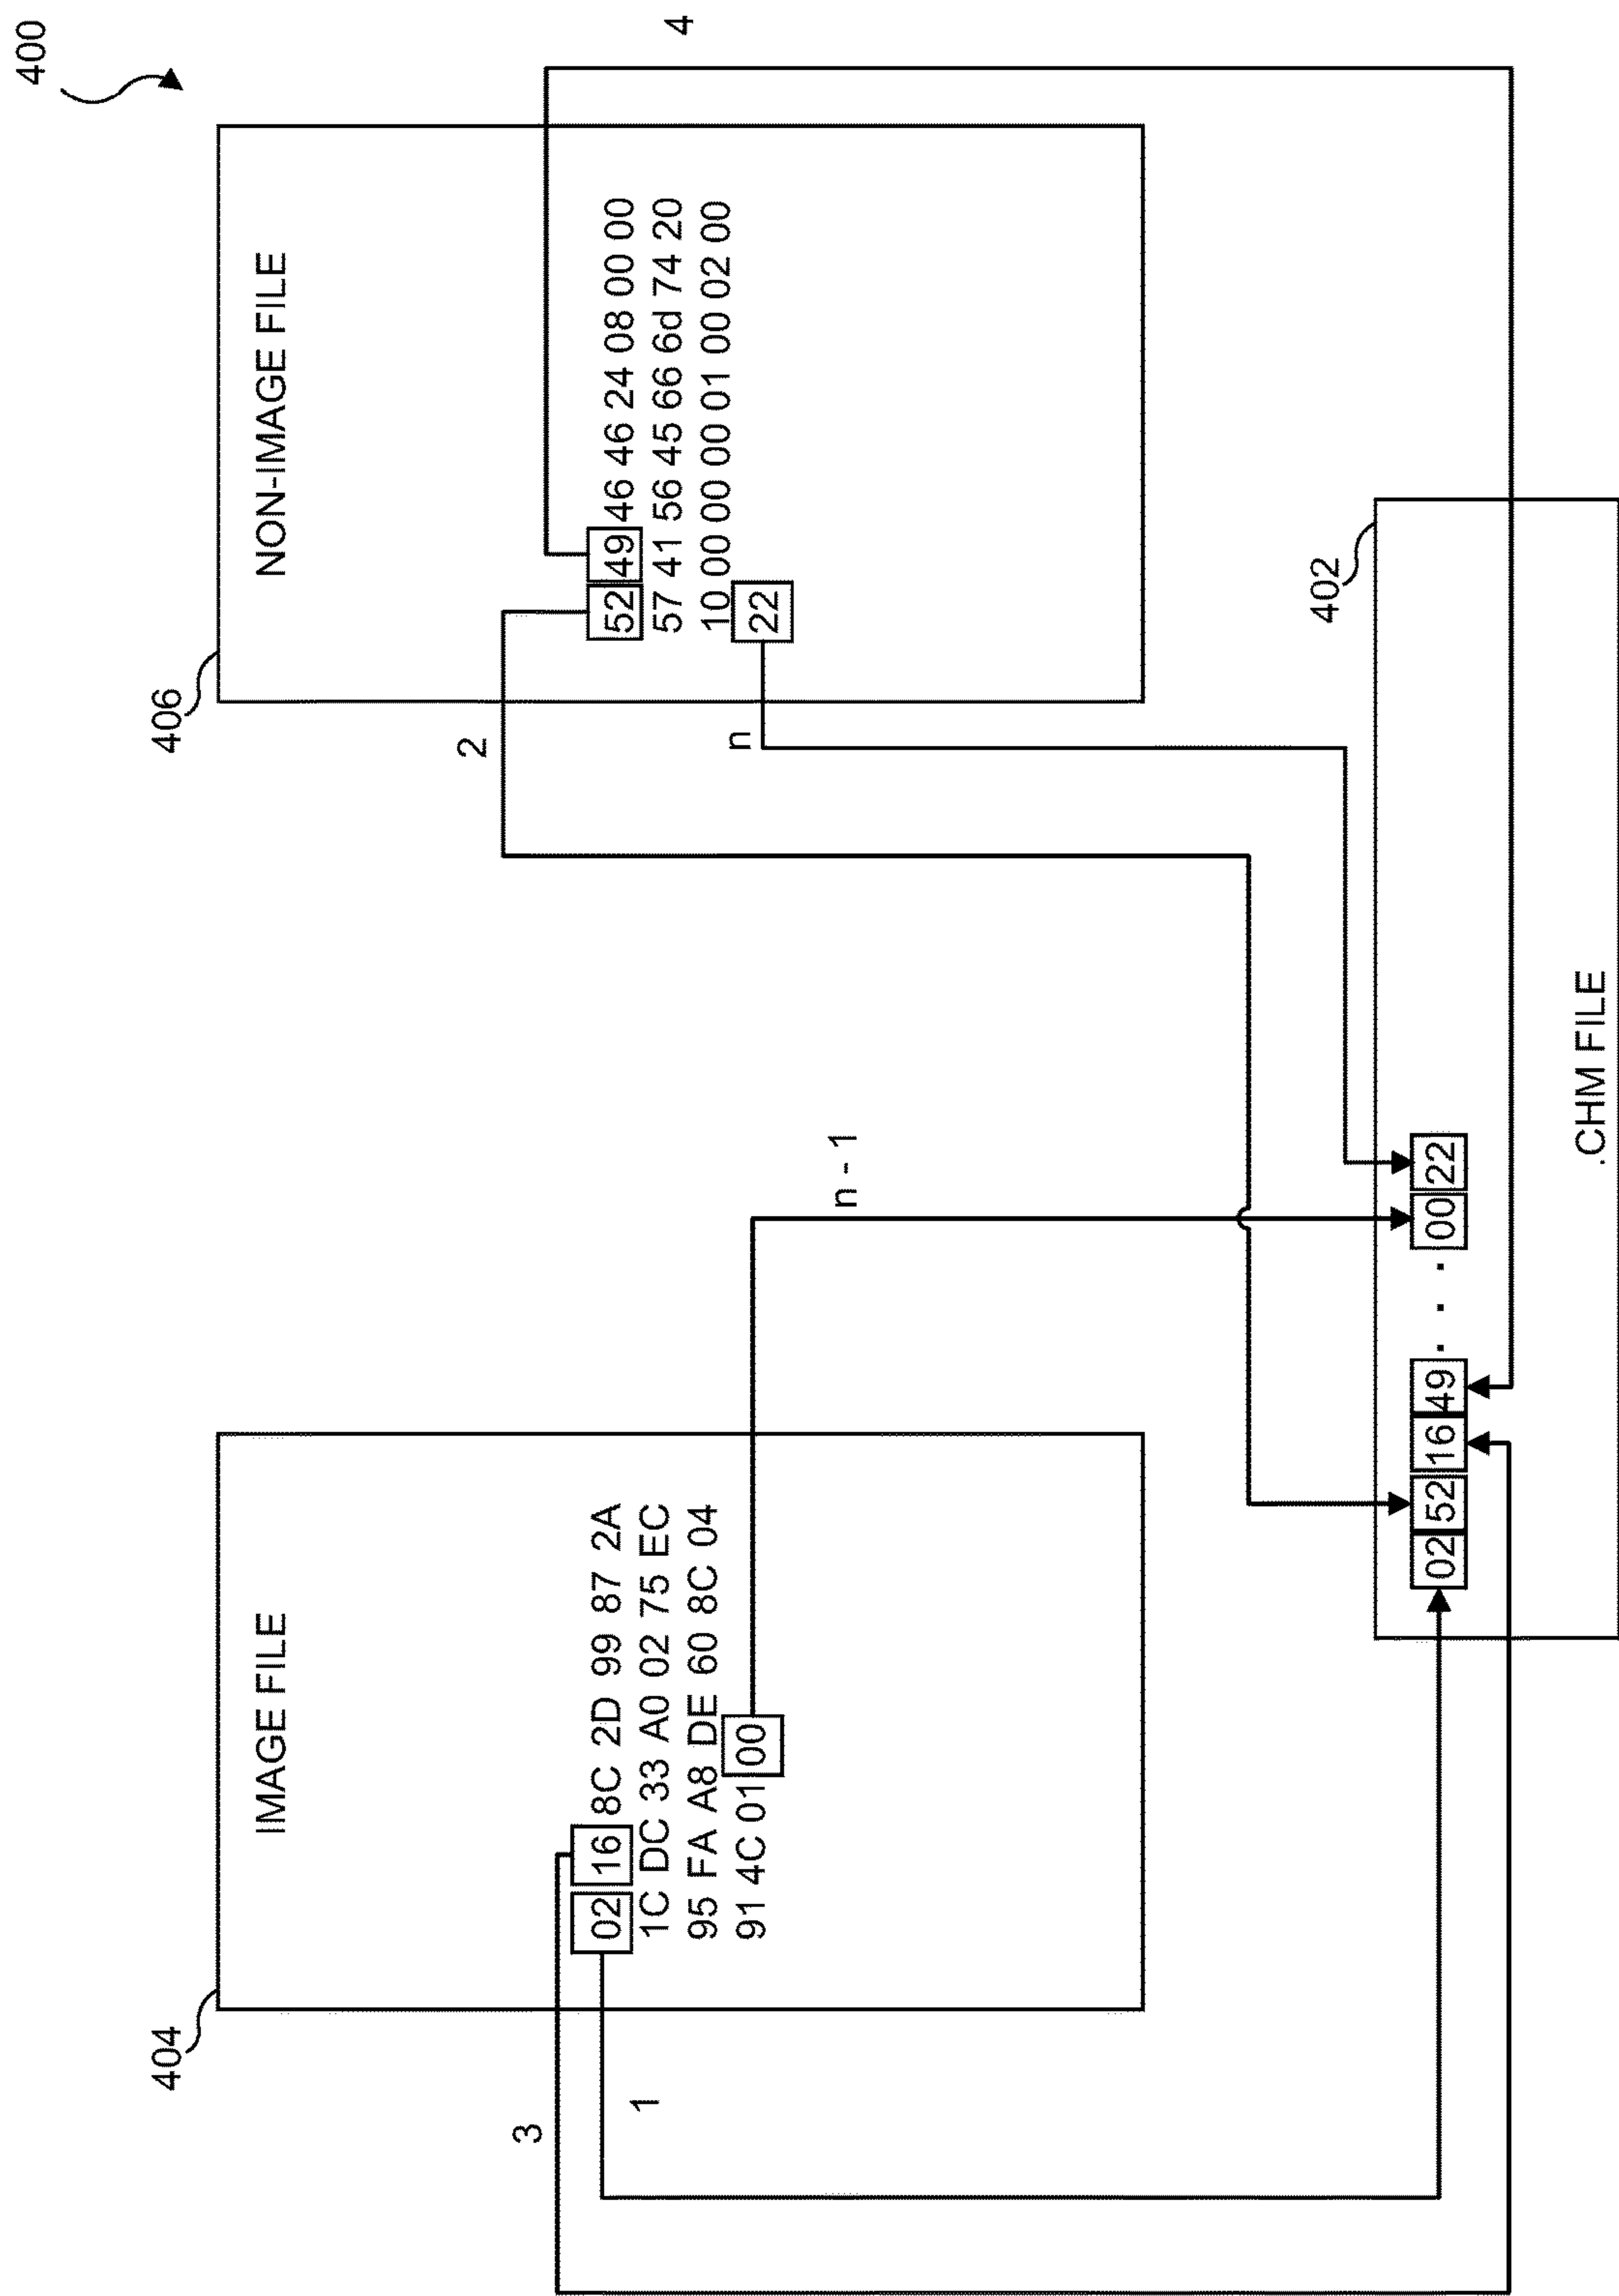 400
404
IMAGE FILE
02 16 8C 2D 99 87 2A
1C DC 33 A0 02 75 EC
95 FA A8 DE 60 8C 04
91 4C 01 00
406
NON-IMAGE FILE
52 49 46 46 24 08 00 00
57 41 56 45 66 6d 74 20
10 00 00 00 01 00 02 00
22
3
1
n - 1
2
n
4
402
02 52 16 49 . . . 00 22
.CHM FILE